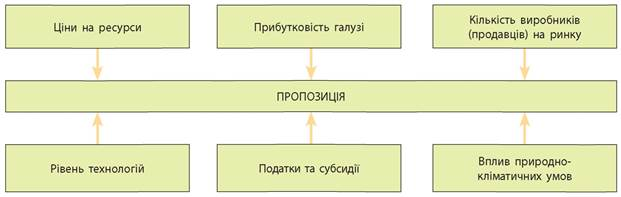 Ціни на ресурси
Прибутковість галузі
Кількість виробників
(продавців) на ринку
ПРОПОЗИЦІЯ
Рівень технологій
Податки та субсидії
Вплив природно-
кліматичних умов